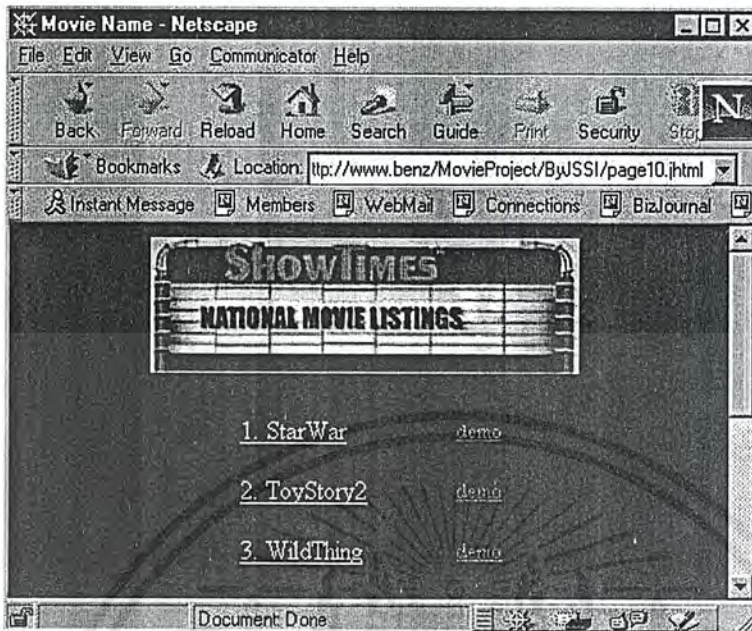 Movie Name - Netscape
File Edit View Go Communicator Help
Back Forward Reload Home Search Guide Print Security Stop
Bookmarks Location: ttp://www.benz/MovieProject/ByJSSI/page10.jhtml
Instant Message Members WebMail Connections BizJournal
SHOWTIMES
NATIONAL MOVIE LISTINGS
1. StarWar demo
2. ToyStory2 demo
3. WildThing demo
Document: Done